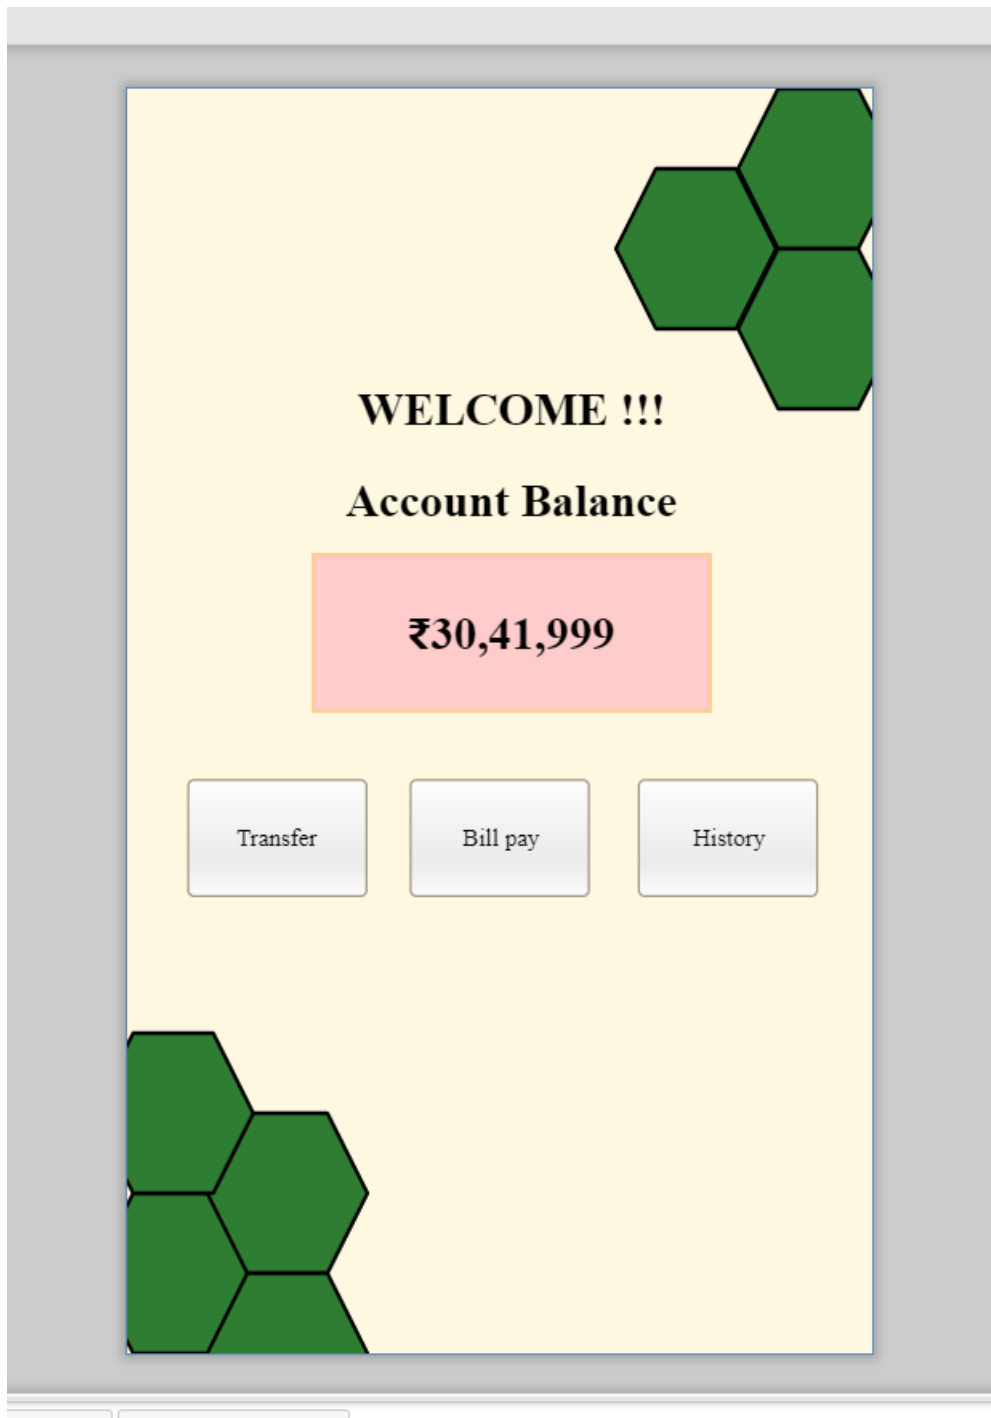 WELCOME !!!
Account Balance
₹30,41,999
Transfer
Bill pay
History